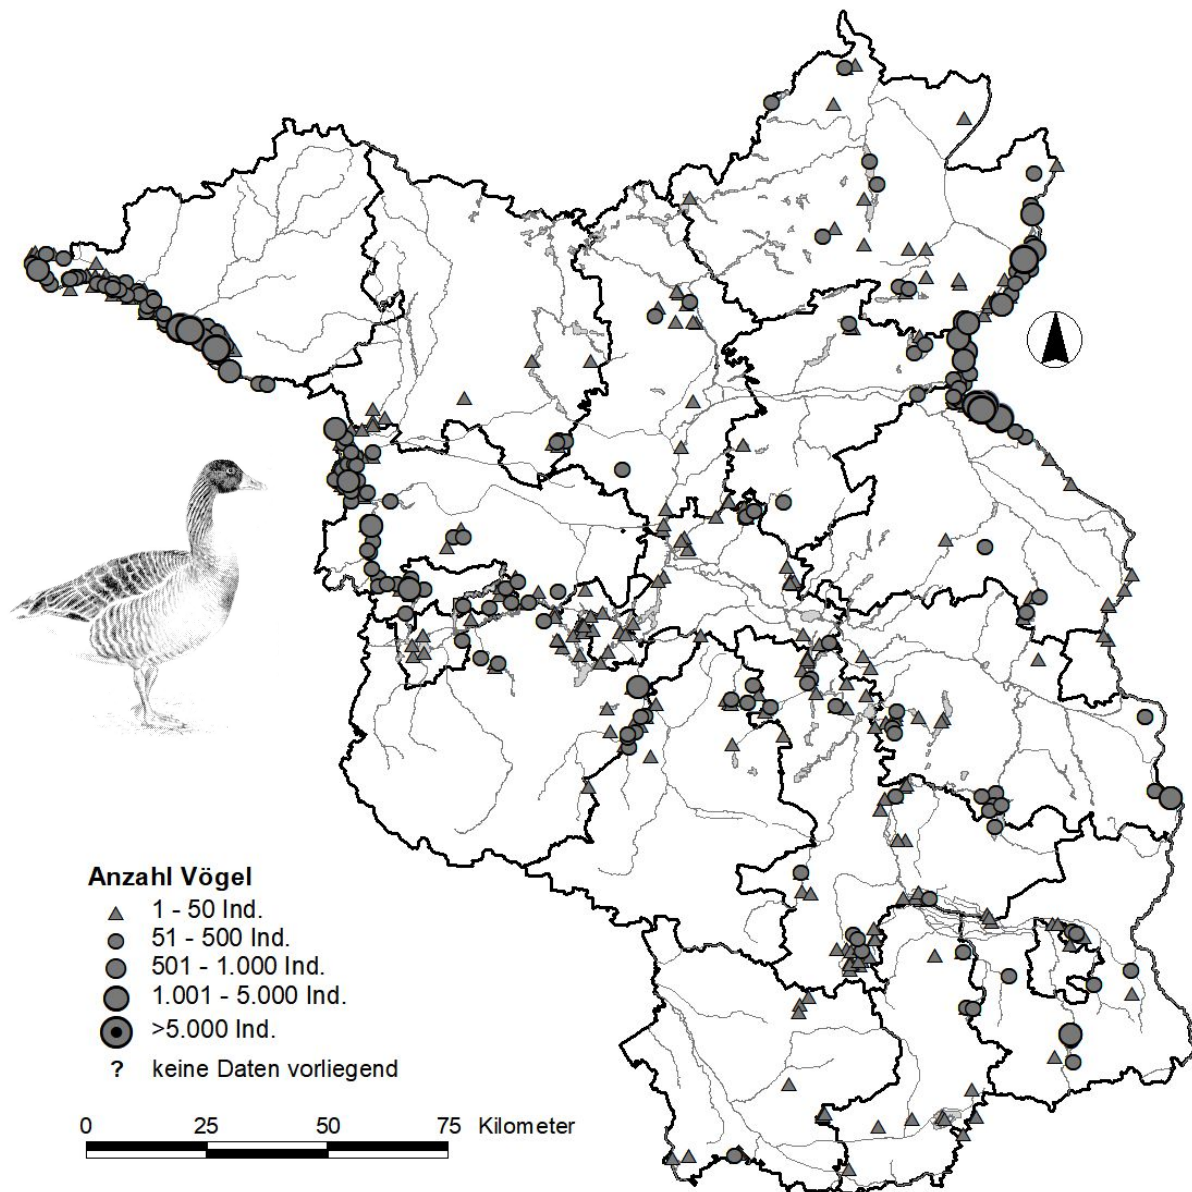 Anzahl Vögel
1 - 50 Ind.
51 - 500 Ind.
501 - 1.000 Ind.
1.001 - 5.000 Ind.
>5.000 Ind.
? keine Daten vorliegend
0 25 50 75 Kilometer